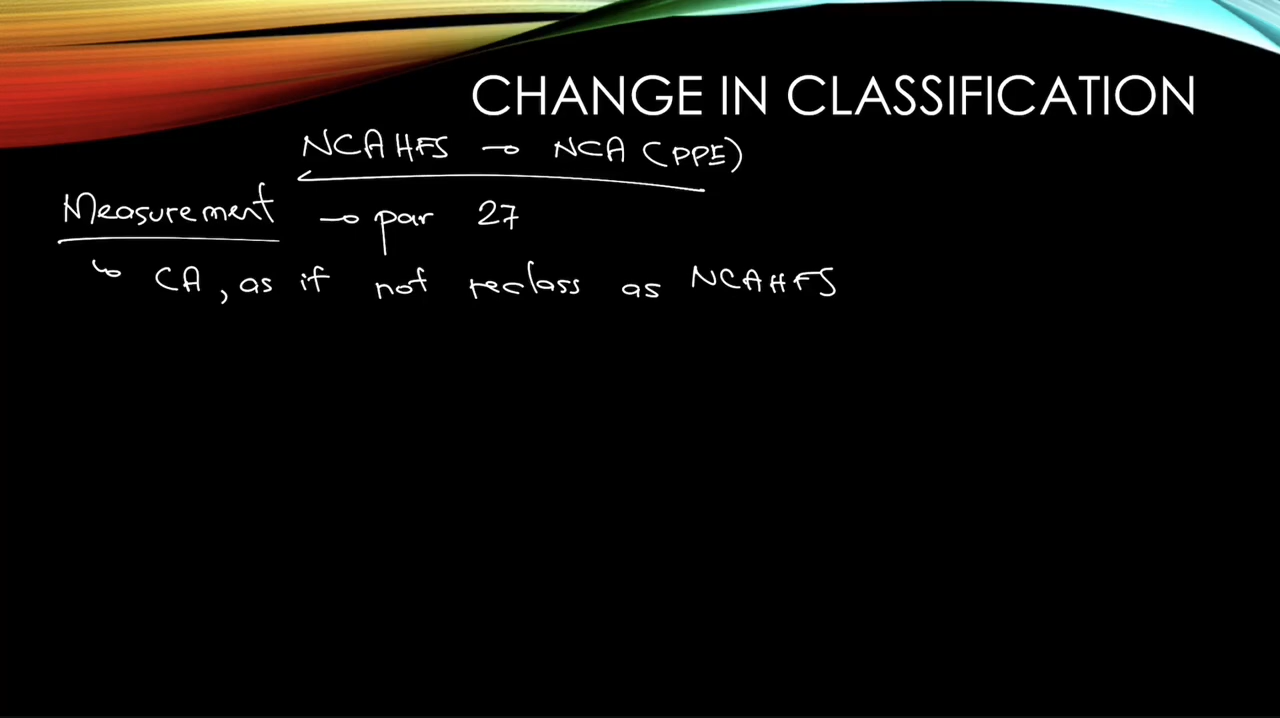 CHANGE IN CLASSIFICATION
NCAHFS → NCA (PPE)
Measurement → par 27
↳ CA, as if not reclass as NCAHFS